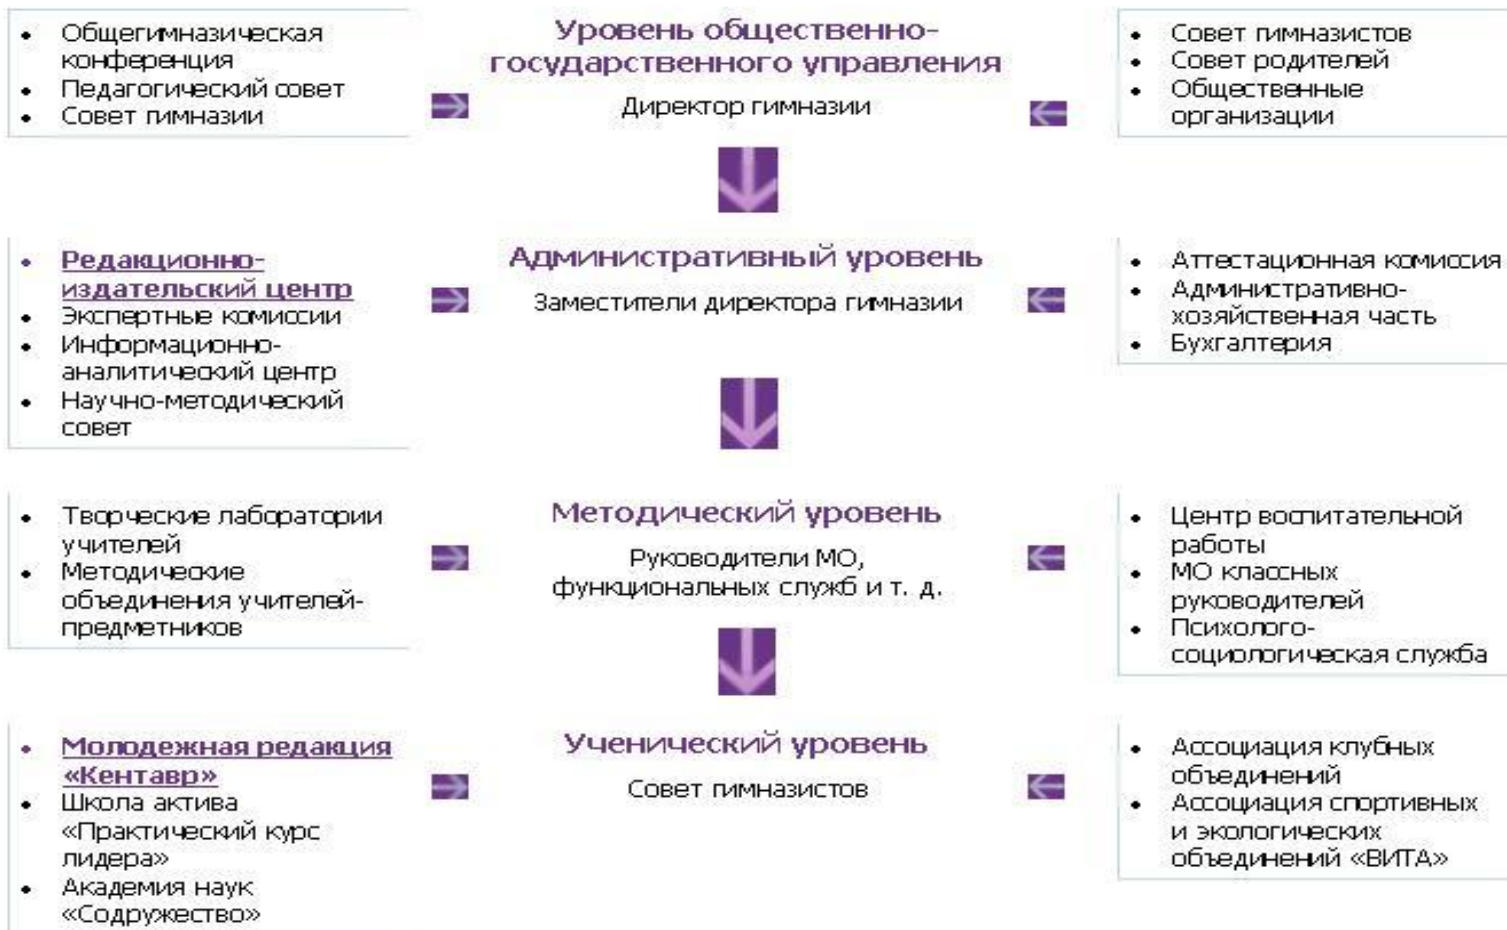 • Общегимназическая
конференция
• Педагогический совет
• Совет гимназии
Уровень общественно-
государственного управления
Директор гимназии
• Совет гимназистов
• Совет родителей
• Общественные
организации
• Редакционно-
издательский центр
• Экспертные комиссии
• Информационно-
аналитический центр
• Научно-методический
совет
Административный уровень
Заместители директора гимназии
• Аттестационная комиссия
• Административно-
хозяйственная часть
• Бухгалтерия
• Творческие лаборатории
учителей
• Методические
объединения учителей-
предметников
Методический уровень
Руководители МО,
функциональных служб и т. д.
• Центр воспитательной
работы
• МО классных
руководителей
• Психолого-
социологическая служба
• Молодежная редакция
«Кентавр»
• Школа актива
«Практический курс
лидера»
• Академия наук
«Содружество»
Ученический уровень
Совет гимназистов
• Ассоциация клубных
объединений
• Ассоциация спортивных
и экологических
объединений «ВИТА»